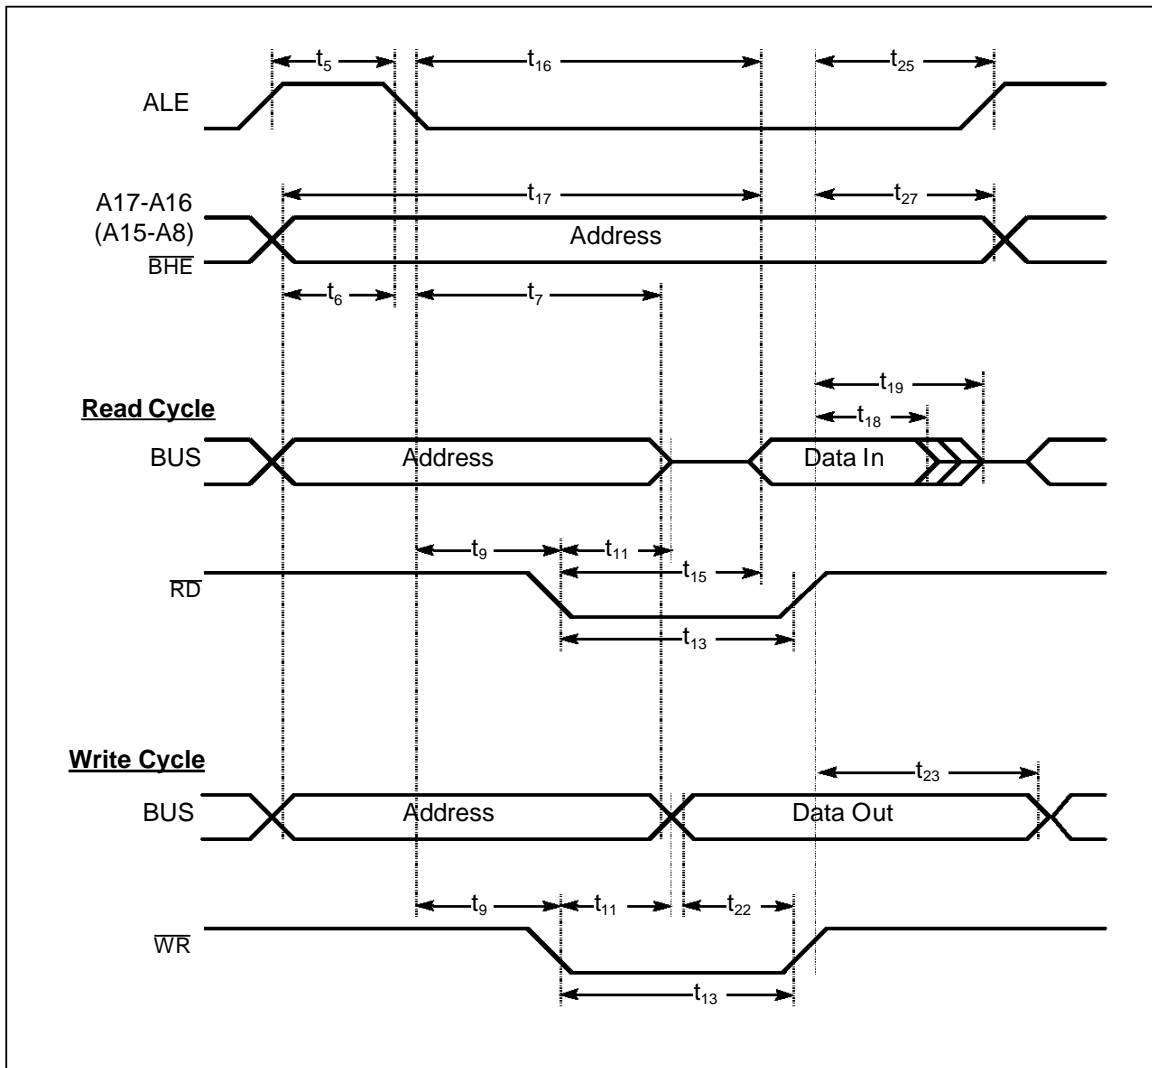 t5
t16
t25
ALE
t17
t27
A17-A16
(A15-A8)
BHE
Address
t6
t7
t19
t18
Read Cycle
BUS
Address
Data In
t9
t11
t15
RD
t13
Write Cycle
t23
BUS
Address
Data Out
t9
t11
t22
WR
t13